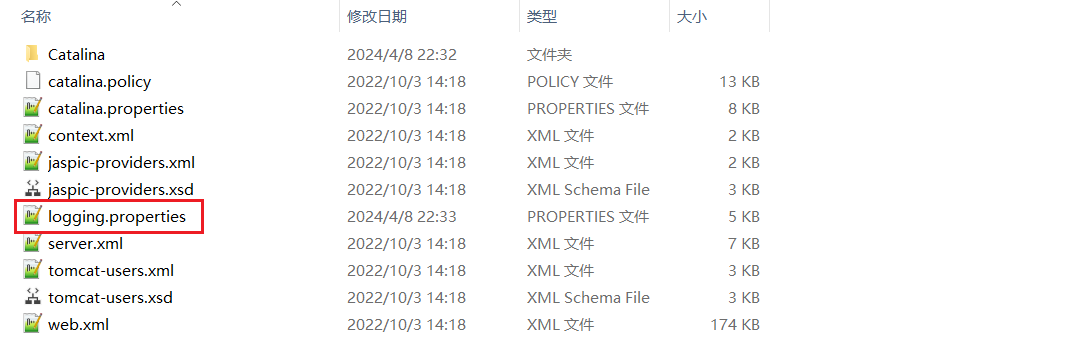 名称 修改日期 类型 大小
Catalina 2024/4/8 22:32 文件夹
catalina.policy 2022/10/3 14:18 POLICY 文件 13 KB
catalina.properties 2022/10/3 14:18 PROPERTIES 文件 8 KB
context.xml 2022/10/3 14:18 XML 文件 2 KB
jaspic-providers.xml 2022/10/3 14:18 XML 文件 2 KB
jaspic-providers.xsd 2022/10/3 14:18 XML Schema File 3 KB
logging.properties 2024/4/8 22:33 PROPERTIES 文件 5 KB
server.xml 2022/10/3 14:18 XML 文件 7 KB
tomcat-users.xml 2022/10/3 14:18 XML 文件 3 KB
tomcat-users.xsd 2022/10/3 14:18 XML Schema File 3 KB
web.xml 2022/10/3 14:18 XML 文件 174 KB